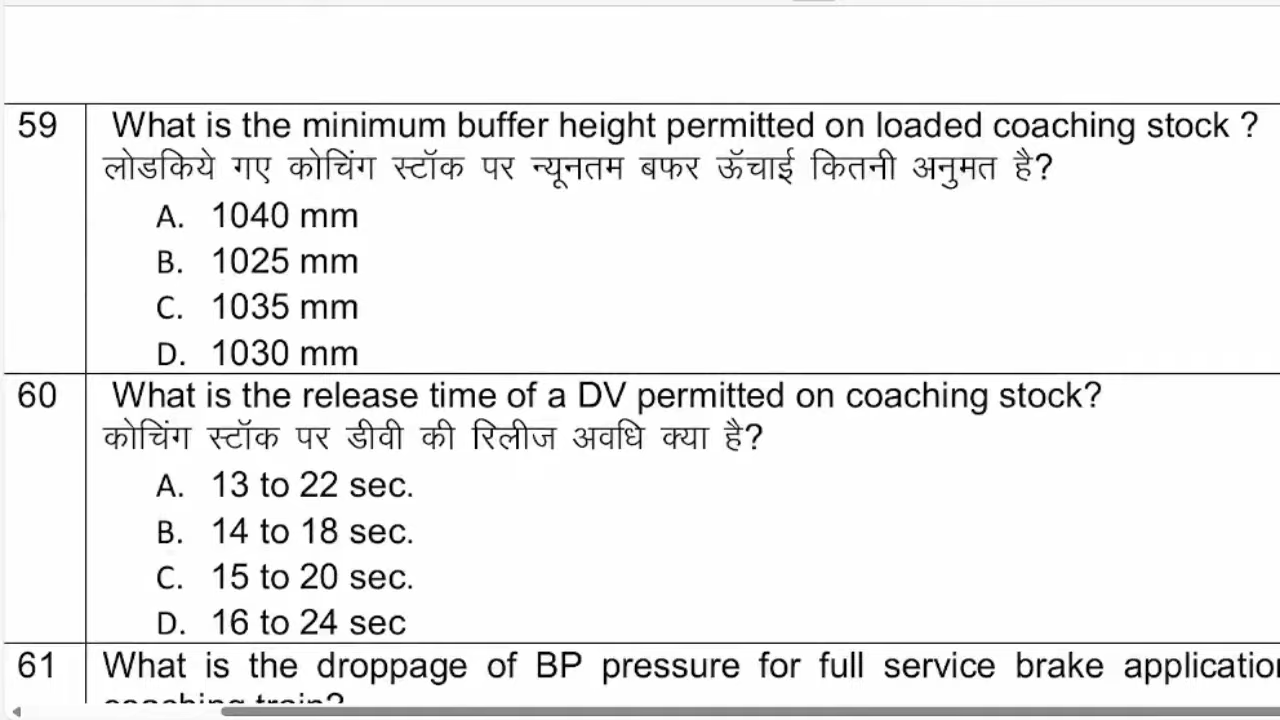 59
What is the minimum buffer height permitted on loaded coaching stock ?
लोडकिये गए कोचिंग स्टॉक पर न्यूनतम बफर ऊॅचाई कितनी अनुमत है?
A. 1040 mm
B. 1025 mm
C. 1035 mm
D. 1030 mm
60
What is the release time of a DV permitted on coaching stock?
कोचिंग स्टॉक पर डीवी की रिलीज अवधि क्या है?
A. 13 to 22 sec.
B. 14 to 18 sec.
C. 15 to 20 sec.
D. 16 to 24 sec
61
What is the droppage of BP pressure for full service brake application
coaching train?